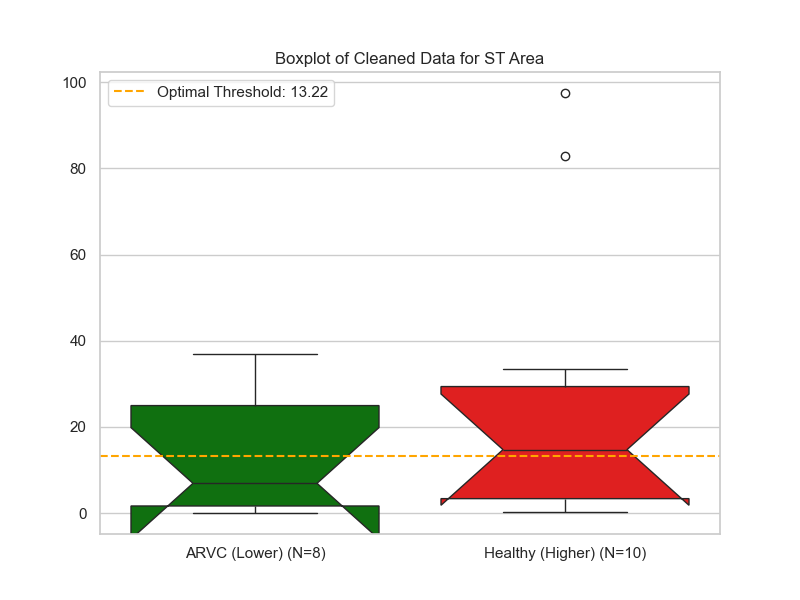 Boxplot of Cleaned Data for ST Area
Optimal Threshold: 13.22
100
80
60
40
20
0
ARVC (Lower) (N=8)
Healthy (Higher) (N=10)